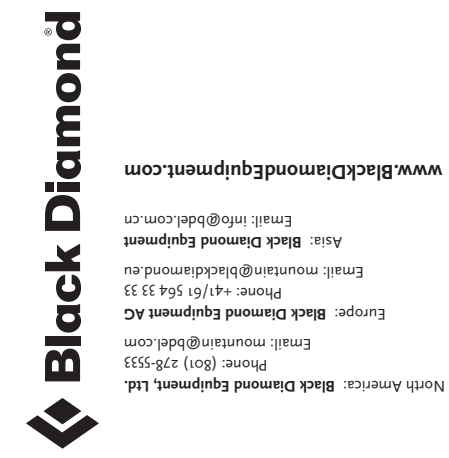 North America: Black Diamond Equipment, Ltd.
Phone: (801) 278-5533
Email: mountain@bdel.com
Europe: Black Diamond Equipment AG
Phone: +41/61 564 33 33
Email: mountain@blackdiamond.eu
Asia: Black Diamond Equipment
Email: info@bdel.com.cn
www.BlackDiamondEquipment.com
Black Diamond®